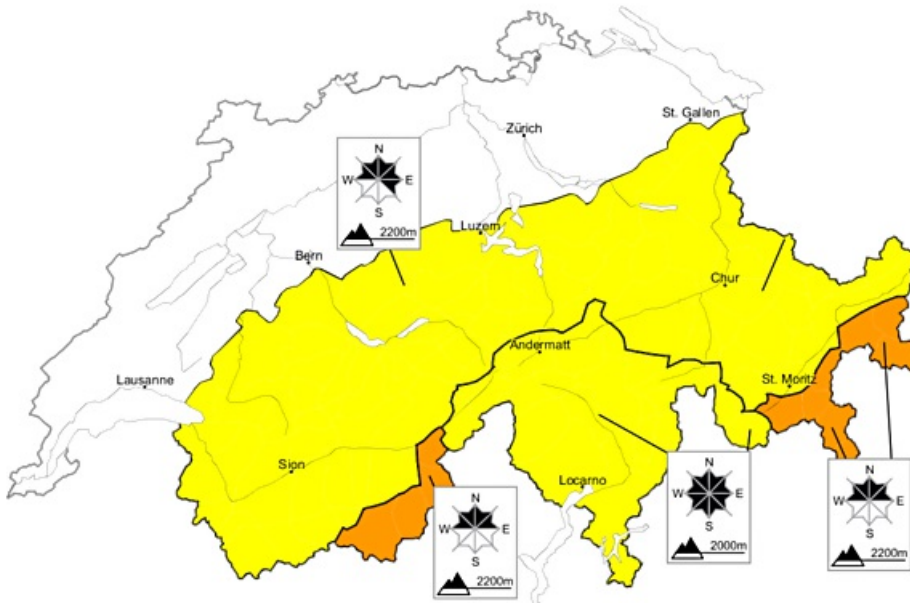 St. Gallen
Zürich
N
W E
S
2200m
Luzern
Bern
Chur
Andermatt
Lausanne
St. Moritz
Sion
Locarno
N
W E
S
2200m
N
W E
S
2000m
N
W E
S
2200m